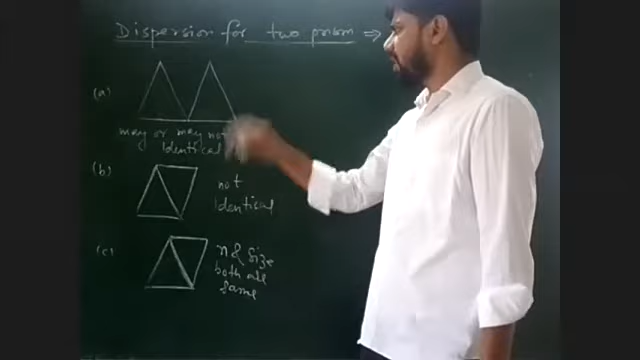 Dispersion for two prism ⇒
(a)
may or may not
Identical
(b)
not
Identical
(c)
n & Size
both are
same